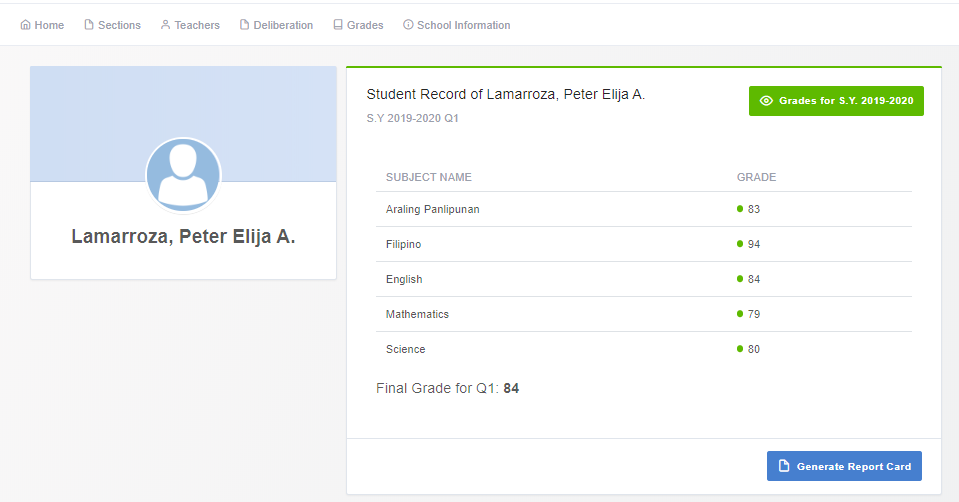 Home Sections Teachers Deliberation Grades School Information
Lamarroza, Peter Elija A.
Student Record of Lamarroza, Peter Elija A.
S.Y 2019-2020 Q1
Grades for S.Y. 2019-2020
SUBJECT NAME GRADE
Araling Panlipunan 83
Filipino 94
English 84
Mathematics 79
Science 80
Final Grade for Q1: 84
Generate Report Card